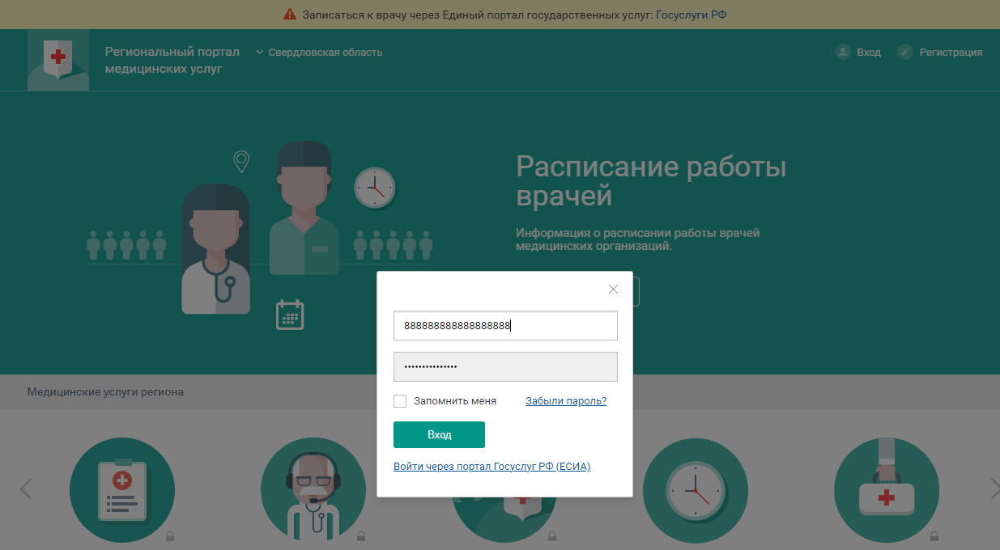 Записаться к врачу через Единый портал государственных услуг: Госуслуги РФ
Региональный портал
медицинских услуг
Свердловская область
Вход
Регистрация
Расписание работы
врачей
Информация о расписании работы врачей
медицинских организаций.
888888888888888888
•••••••••••••••
Запомнить меня
Забыли пароль?
Вход
Войти через портал Госуслуг РФ (ЕСИА)
Медицинские услуги региона